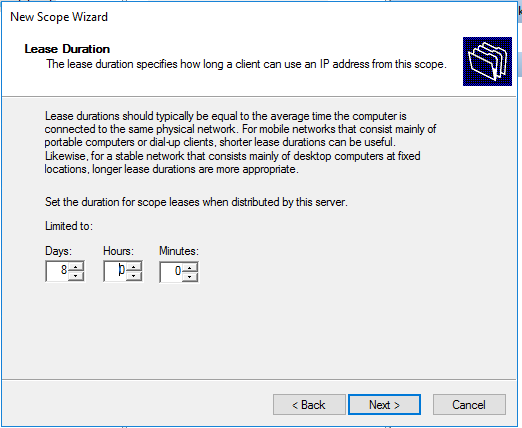 New Scope Wizard
Lease Duration
The lease duration specifies how long a client can use an IP address from this scope.
Lease durations should typically be equal to the average time the computer is
connected to the same physical network. For mobile networks that consist mainly of
portable computers or dial-up clients, shorter lease durations can be useful.
Likewise, for a stable network that consists mainly of desktop computers at fixed
locations, longer lease durations are more appropriate.
Set the duration for scope leases when distributed by this server.
Limited to:
Days: Hours: Minutes:
8 0 0
< Back Next > Cancel